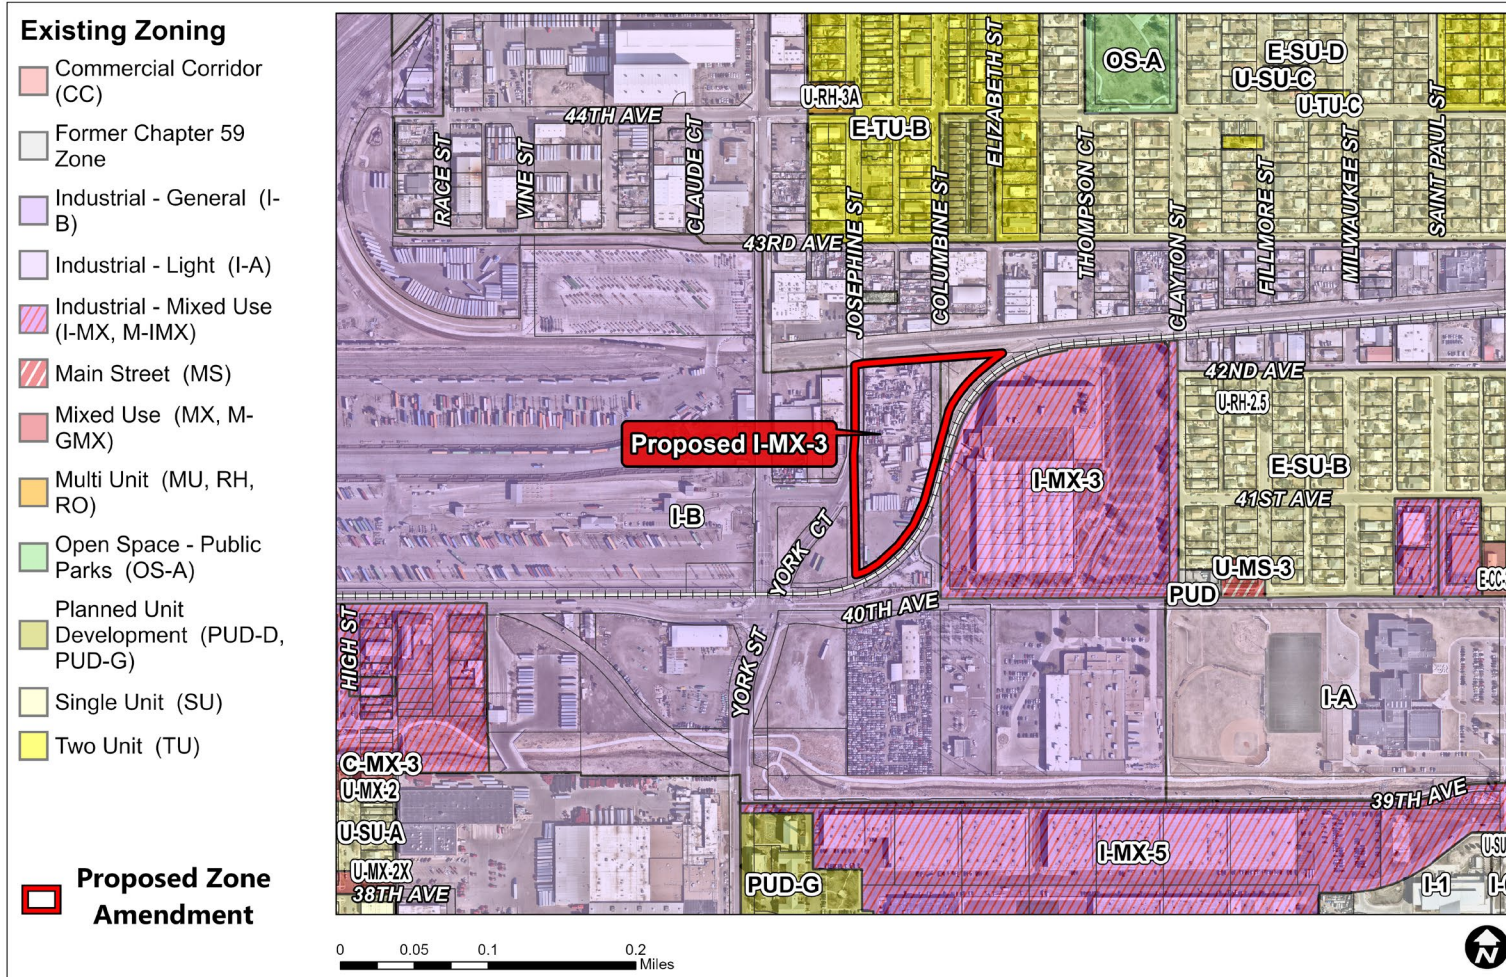 Existing Zoning
Commercial Corridor
(CC)
Former Chapter 59
Zone
Industrial - General (I-
B)
Industrial - Light (I-A)
Industrial - Mixed Use
(I-MX, M-IMX)
Main Street (MS)
Mixed Use (MX, M-
GMX)
Multi Unit (MU, RH,
RO)
Open Space - Public
Parks (OS-A)
Planned Unit
Development (PUD-D,
PUD-G)
Single Unit (SU)
Two Unit (TU)
Proposed Zone
Amendment
OS-A
E-SU-D
U-SU-C
U-TU-C
U-RH-3A
E-TU-B
44TH AVE
RACE ST
VINE ST
CLAUDE CT
JOSEPHINE ST
COLUMBINE ST
ELIZABETH ST
THOMPSON CT
CLAYTON ST
FILLMORE ST
MILWAUKEE ST
SAINT PAUL ST
43RD AVE
42ND AVE
U-RH-2.5
Proposed I-MX-3
E-SU-B
I-MX-3
41ST AVE
I-B
YORK CT
U-MS-3
E-CC-
PUD
40TH AVE
HIGH ST
YORK ST
I-A
C-MX-3
U-MX-2
39TH AVE
U-SU-A
I-MX-5
U-SU
U-MX-2X
PUD-G
I-1
38TH AVE
0 0.05 0.1 0.2
Miles
N